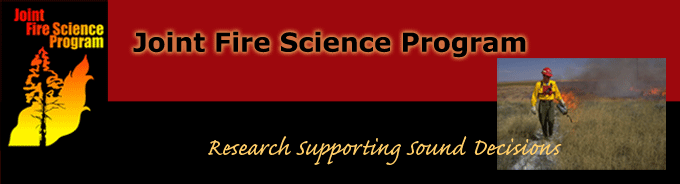 Joint Fire Science
Program
Joint Fire Science Program
Research Supporting Sound Decisions